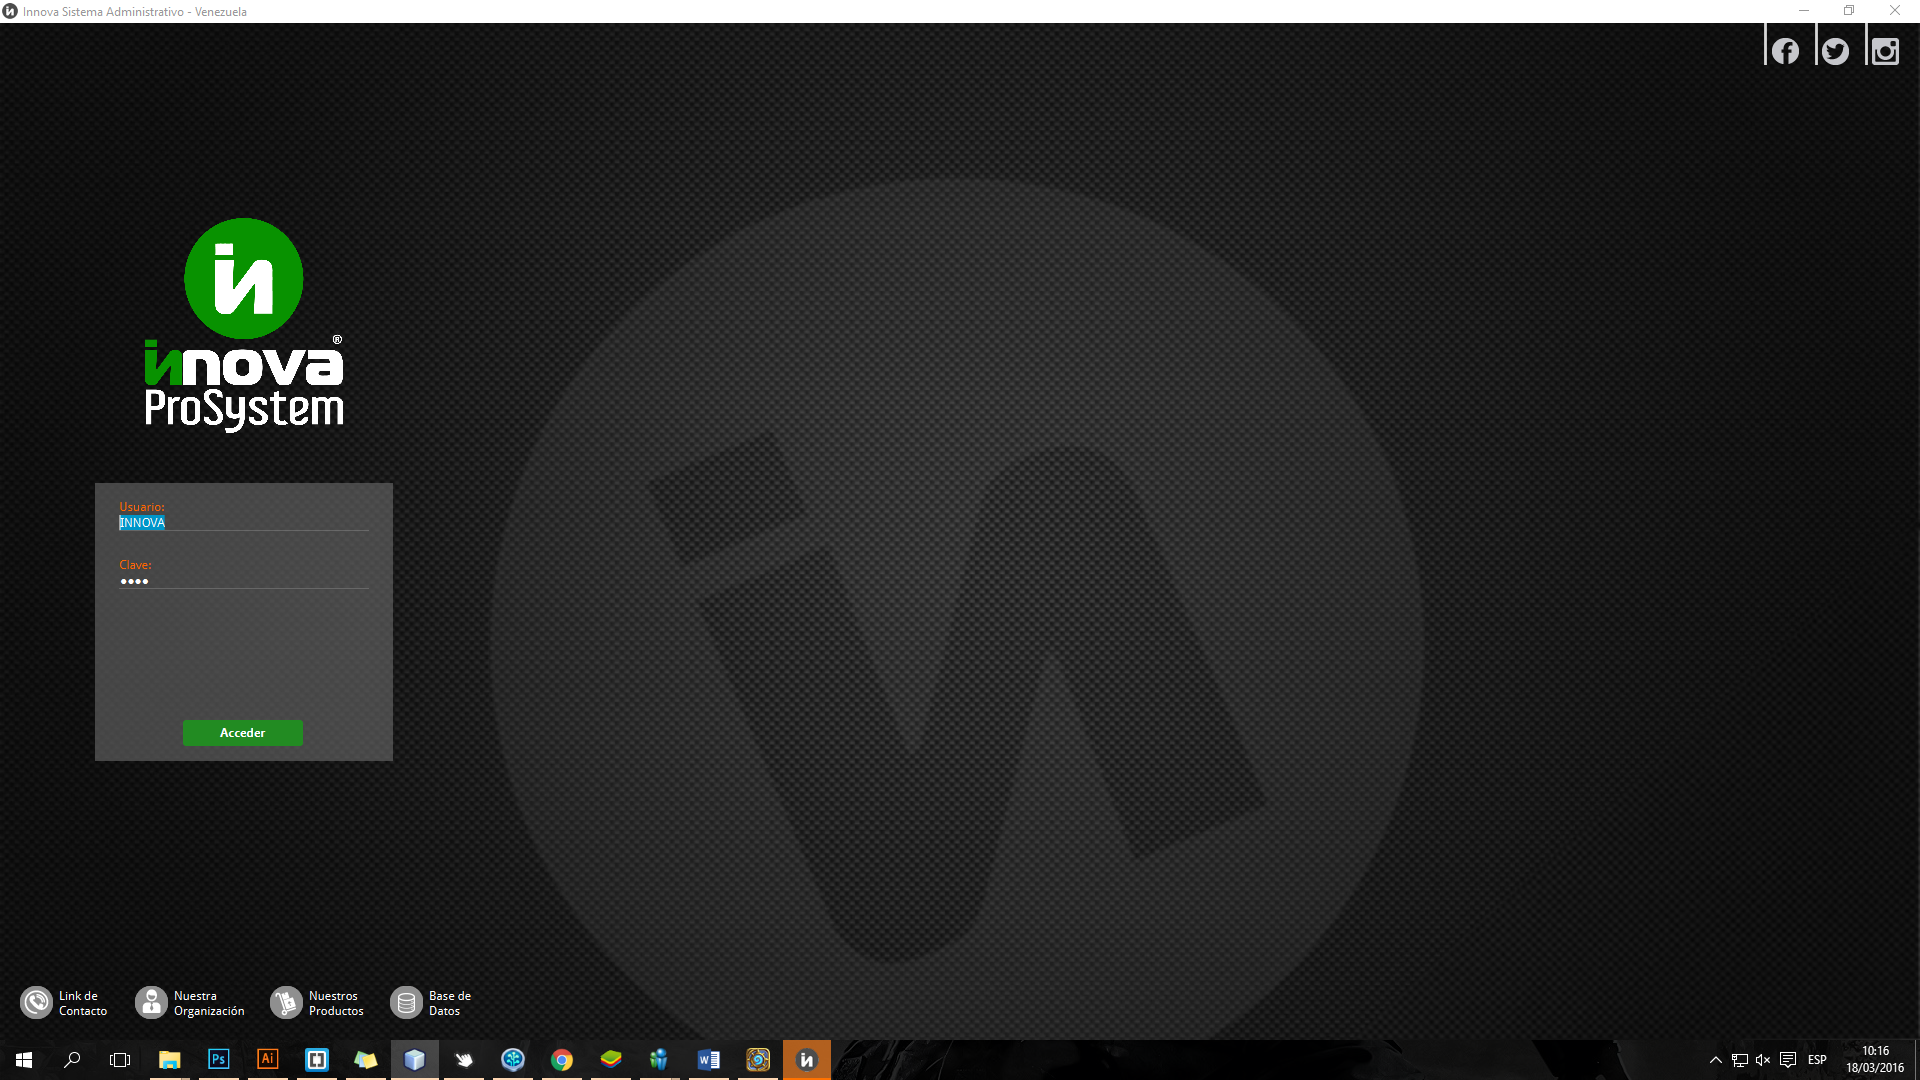 Innova Sistema Administrativo - Venezuela
in
innova®
ProSystem
Usuario:
INNOVA
Clave:
••••
Acceder
Link de
Contacto
Nuestra
Organización
Nuestros
Productos
Base de
Datos
Ps
Ai
ESP
10:16
18/03/2016